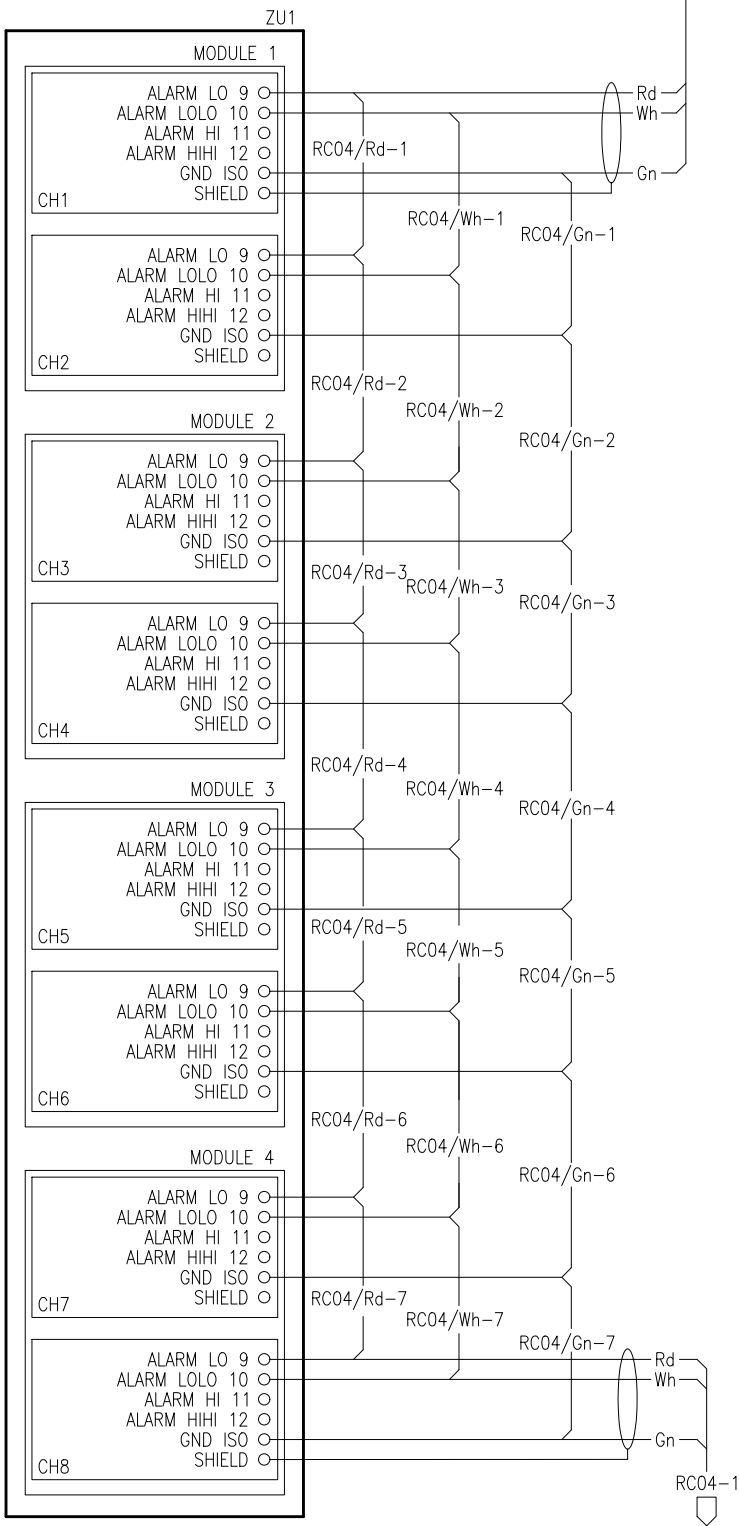 ZU1
MODULE 1
ALARM LO 9
Rd
ALARM LOLO 10
Wh
ALARM HI 11
ALARM HIHI 12
RC04/Rd-1
GND ISO
Gn
SHIELD
CH1
RC04/Wh-1
RC04/Gn-1
ALARM LO 9
ALARM LOLO 10
ALARM HI 11
ALARM HIHI 12
GND ISO
SHIELD
CH2
RC04/Rd-2
RC04/Wh-2
MODULE 2
RC04/Gn-2
ALARM LO 9
ALARM LOLO 10
ALARM HI 11
ALARM HIHI 12
GND ISO
SHIELD
CH3
RC04/Rd-3
RC04/Wh-3
RC04/Gn-3
ALARM LO 9
ALARM LOLO 10
ALARM HI 11
ALARM HIHI 12
GND ISO
SHIELD
CH4
RC04/Rd-4
MODULE 3
RC04/Wh-4
RC04/Gn-4
ALARM LO 9
ALARM LOLO 10
ALARM HI 11
ALARM HIHI 12
GND ISO
SHIELD
CH5
RC04/Rd-5
RC04/Wh-5
RC04/Gn-5
ALARM LO 9
ALARM LOLO 10
ALARM HI 11
ALARM HIHI 12
GND ISO
SHIELD
CH6
RC04/Rd-6
RC04/Wh-6
MODULE 4
RC04/Gn-6
ALARM LO 9
ALARM LOLO 10
ALARM HI 11
ALARM HIHI 12
GND ISO
SHIELD
CH7
RC04/Rd-7
RC04/Wh-7
RC04/Gn-7
ALARM LO 9
Rd
ALARM LOLO 10
Wh
ALARM HI 11
ALARM HIHI 12
GND ISO
Gn
SHIELD
CH8
RC04-1